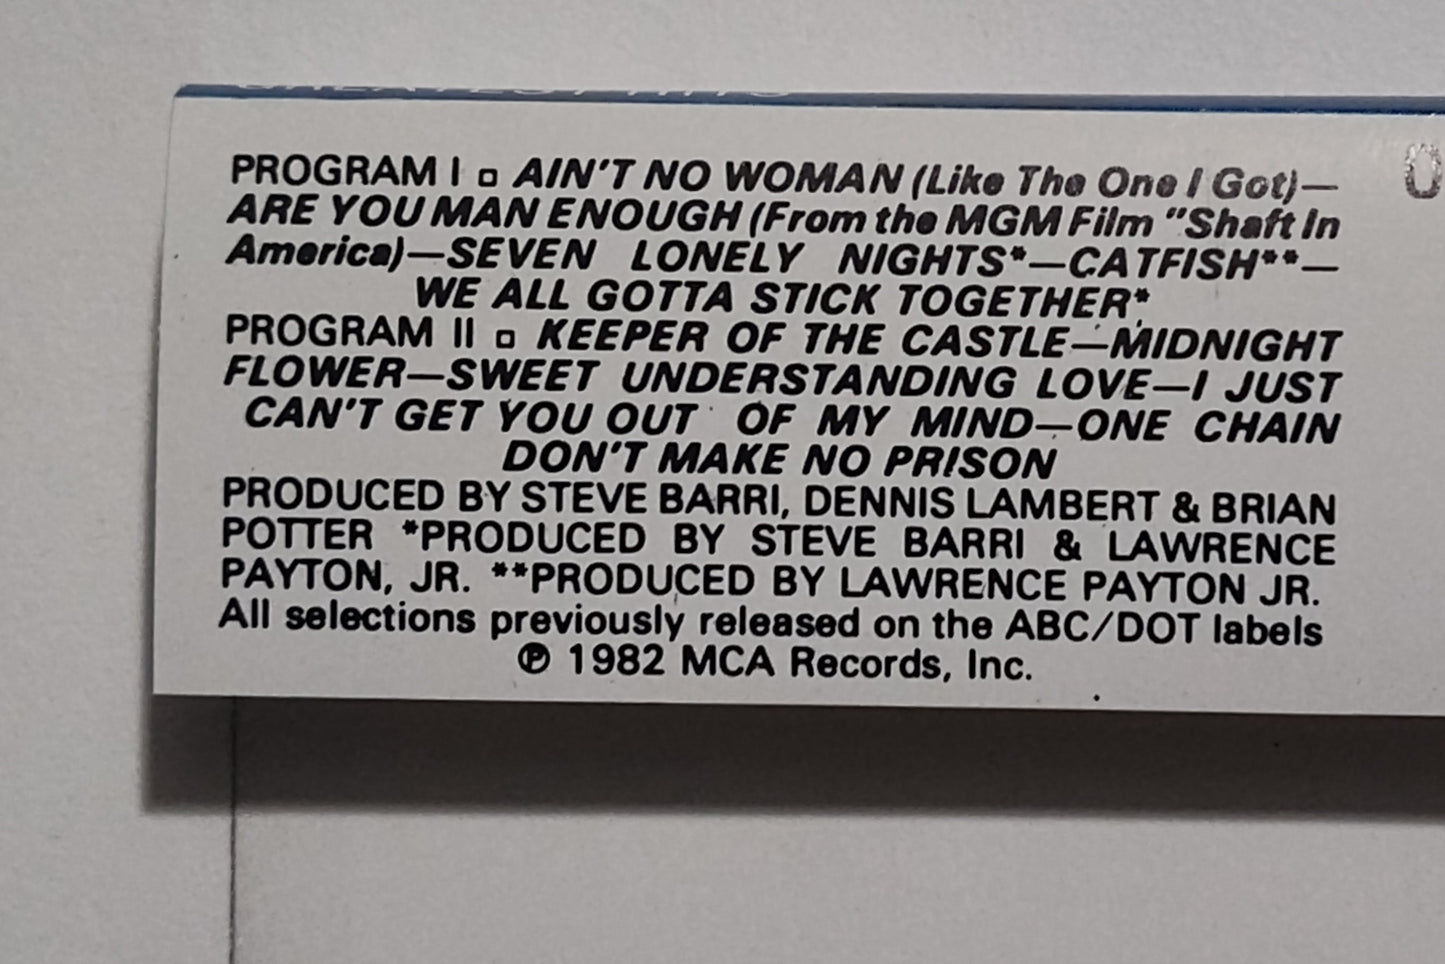 GREATEST HITS
PROGRAM I □ AIN'T NO WOMAN (Like The One I Got)—
ARE YOU MAN ENOUGH (From the MGM Film "Shaft In
America)—SEVEN LONELY NIGHTS*—CATFISH**—
WE ALL GOTTA STICK TOGETHER*
PROGRAM II □ KEEPER OF THE CASTLE—MIDNIGHT
FLOWER—SWEET UNDERSTANDING LOVE—I JUST
CAN'T GET YOU OUT OF MY MIND—ONE CHAIN
DON'T MAKE NO PRISON
PRODUCED BY STEVE BARRI, DENNIS LAMBERT & BRIAN
POTTER *PRODUCED BY STEVE BARRI & LAWRENCE
PAYTON, JR. **PRODUCED BY LAWRENCE PAYTON JR.
All selections previously released on the ABC/DOT labels
℗ 1982 MCA Records, Inc.